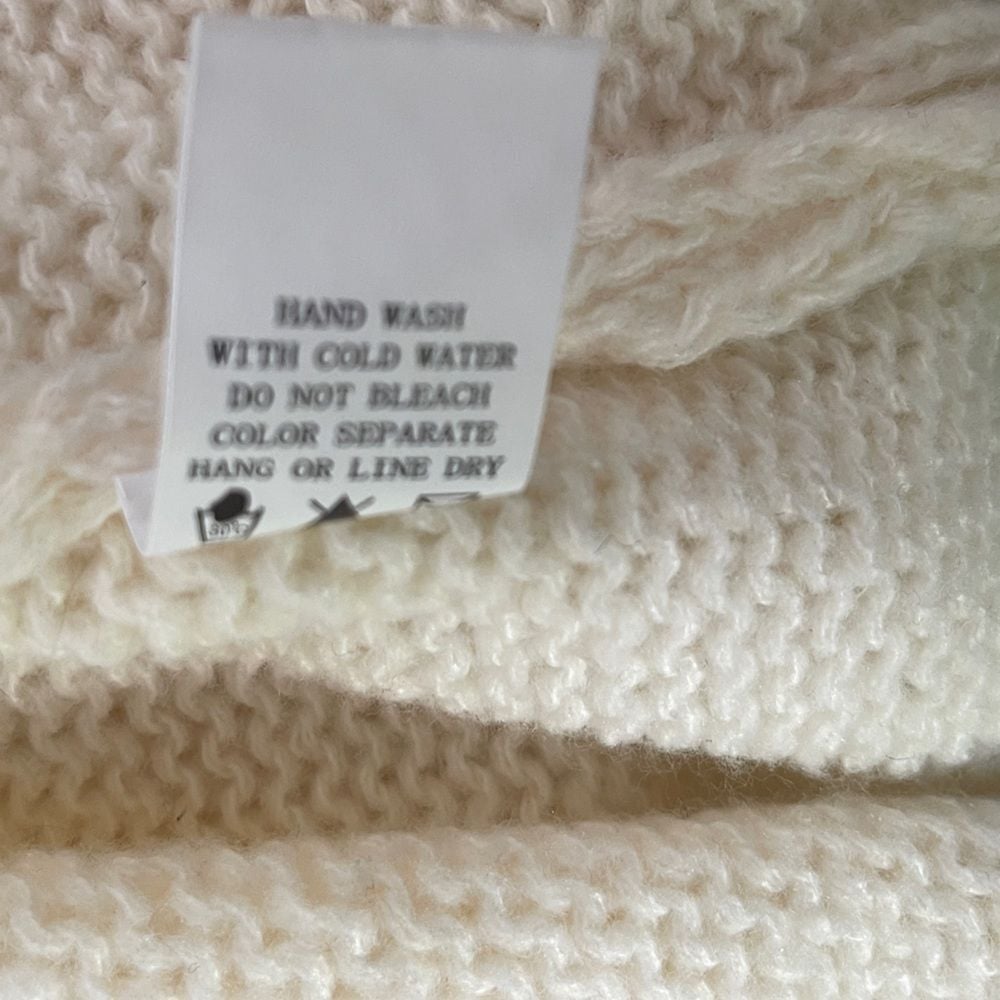 HAND WASH
WITH COLD WATER
DO NOT BLEACH
COLOR SEPARATE
HANG OR LINE DRY